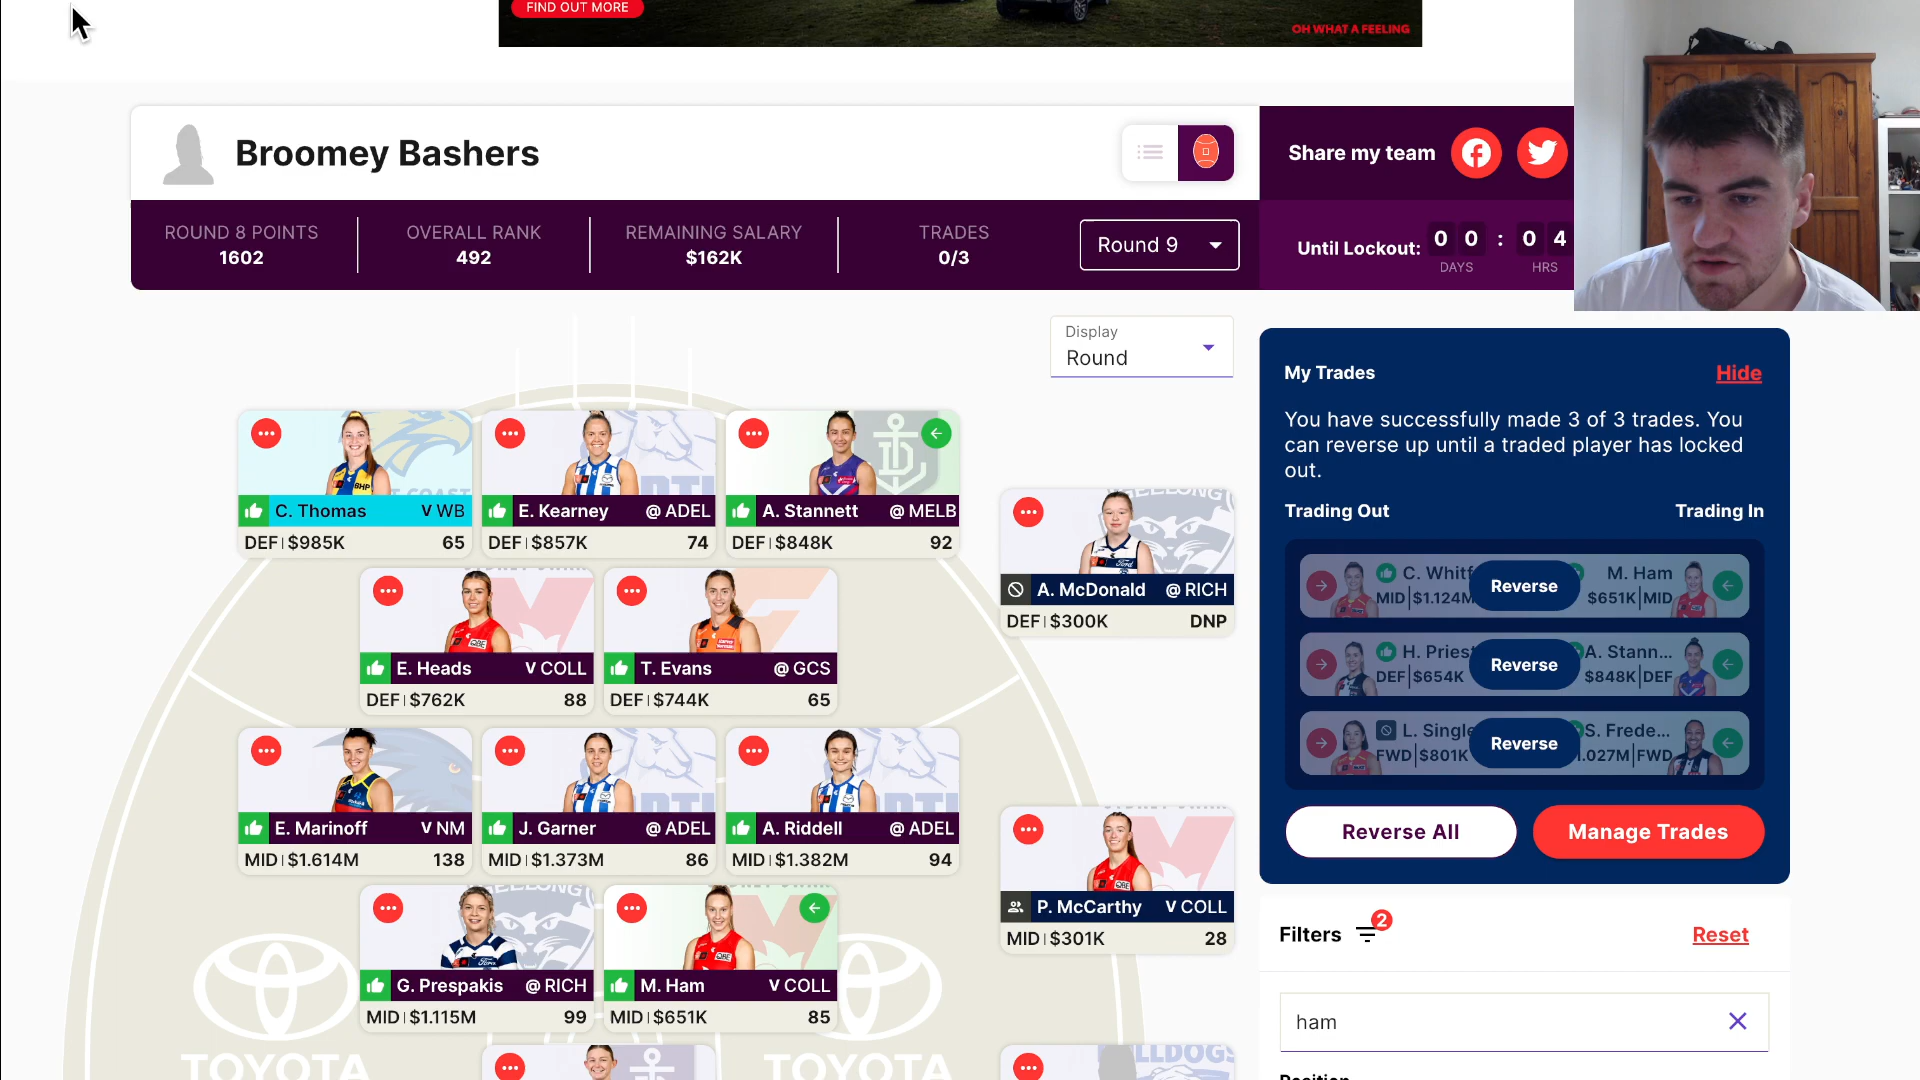 FIND OUT MORE
OH WHAT A FEELING
Broomey Bashers
Share my team
ROUND 8 POINTS
1602
OVERALL RANK
492
REMAINING SALARY
$162K
TRADES
0/3
Round 9
Until Lockout:
0 0 : 0 4
DAYS
HRS
Display
Round
C. Thomas V WB
DEF $985K 65
E. Kearney @ ADEL
DEF $857K 74
A. Stannett @ MELB
DEF $848K 92
E. Heads V COLL
DEF $762K 88
T. Evans @ GCS
DEF $744K 65
A. McDonald @ RICH
DEF $300K DNP
E. Marinoff V NM
MID $1.614M 138
J. Garner @ ADEL
MID $1.373M 86
A. Riddell @ ADEL
MID $1.382M 94
G. Prespakis @ RICH
MID $1.115M 99
M. Ham V COLL
MID $651K 85
P. McCarthy V COLL
MID $301K 28
TOYOTA
TOYOTA
My Trades
Hide
You have successfully made 3 of 3 trades. You
can reverse up until a traded player has locked
out.
Trading Out
Trading In
C. Whitf
MID $1.124M
Reverse
M. Ham
$651K MID
H. Pries
DEF $654K
Reverse
A. Stann...
$848K DEF
L. Single
FWD $801K
Reverse
S. Frede...
1.027M FWD
Reverse All
Manage Trades
Filters
2
Reset
ham